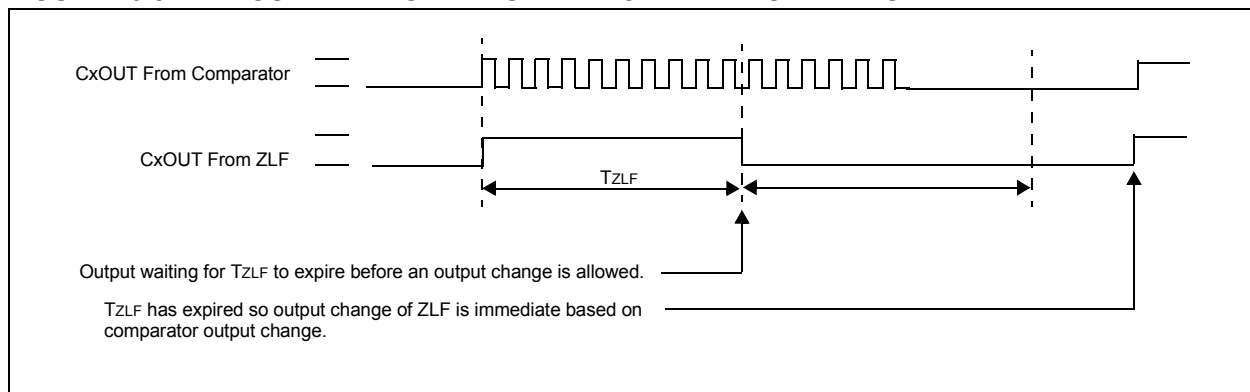 CxOUT From Comparator
CxOUT From ZLF
TZLF
Output waiting for TZLF to expire before an output change is allowed.
TZLF has expired so output change of ZLF is immediate based on
comparator output change.